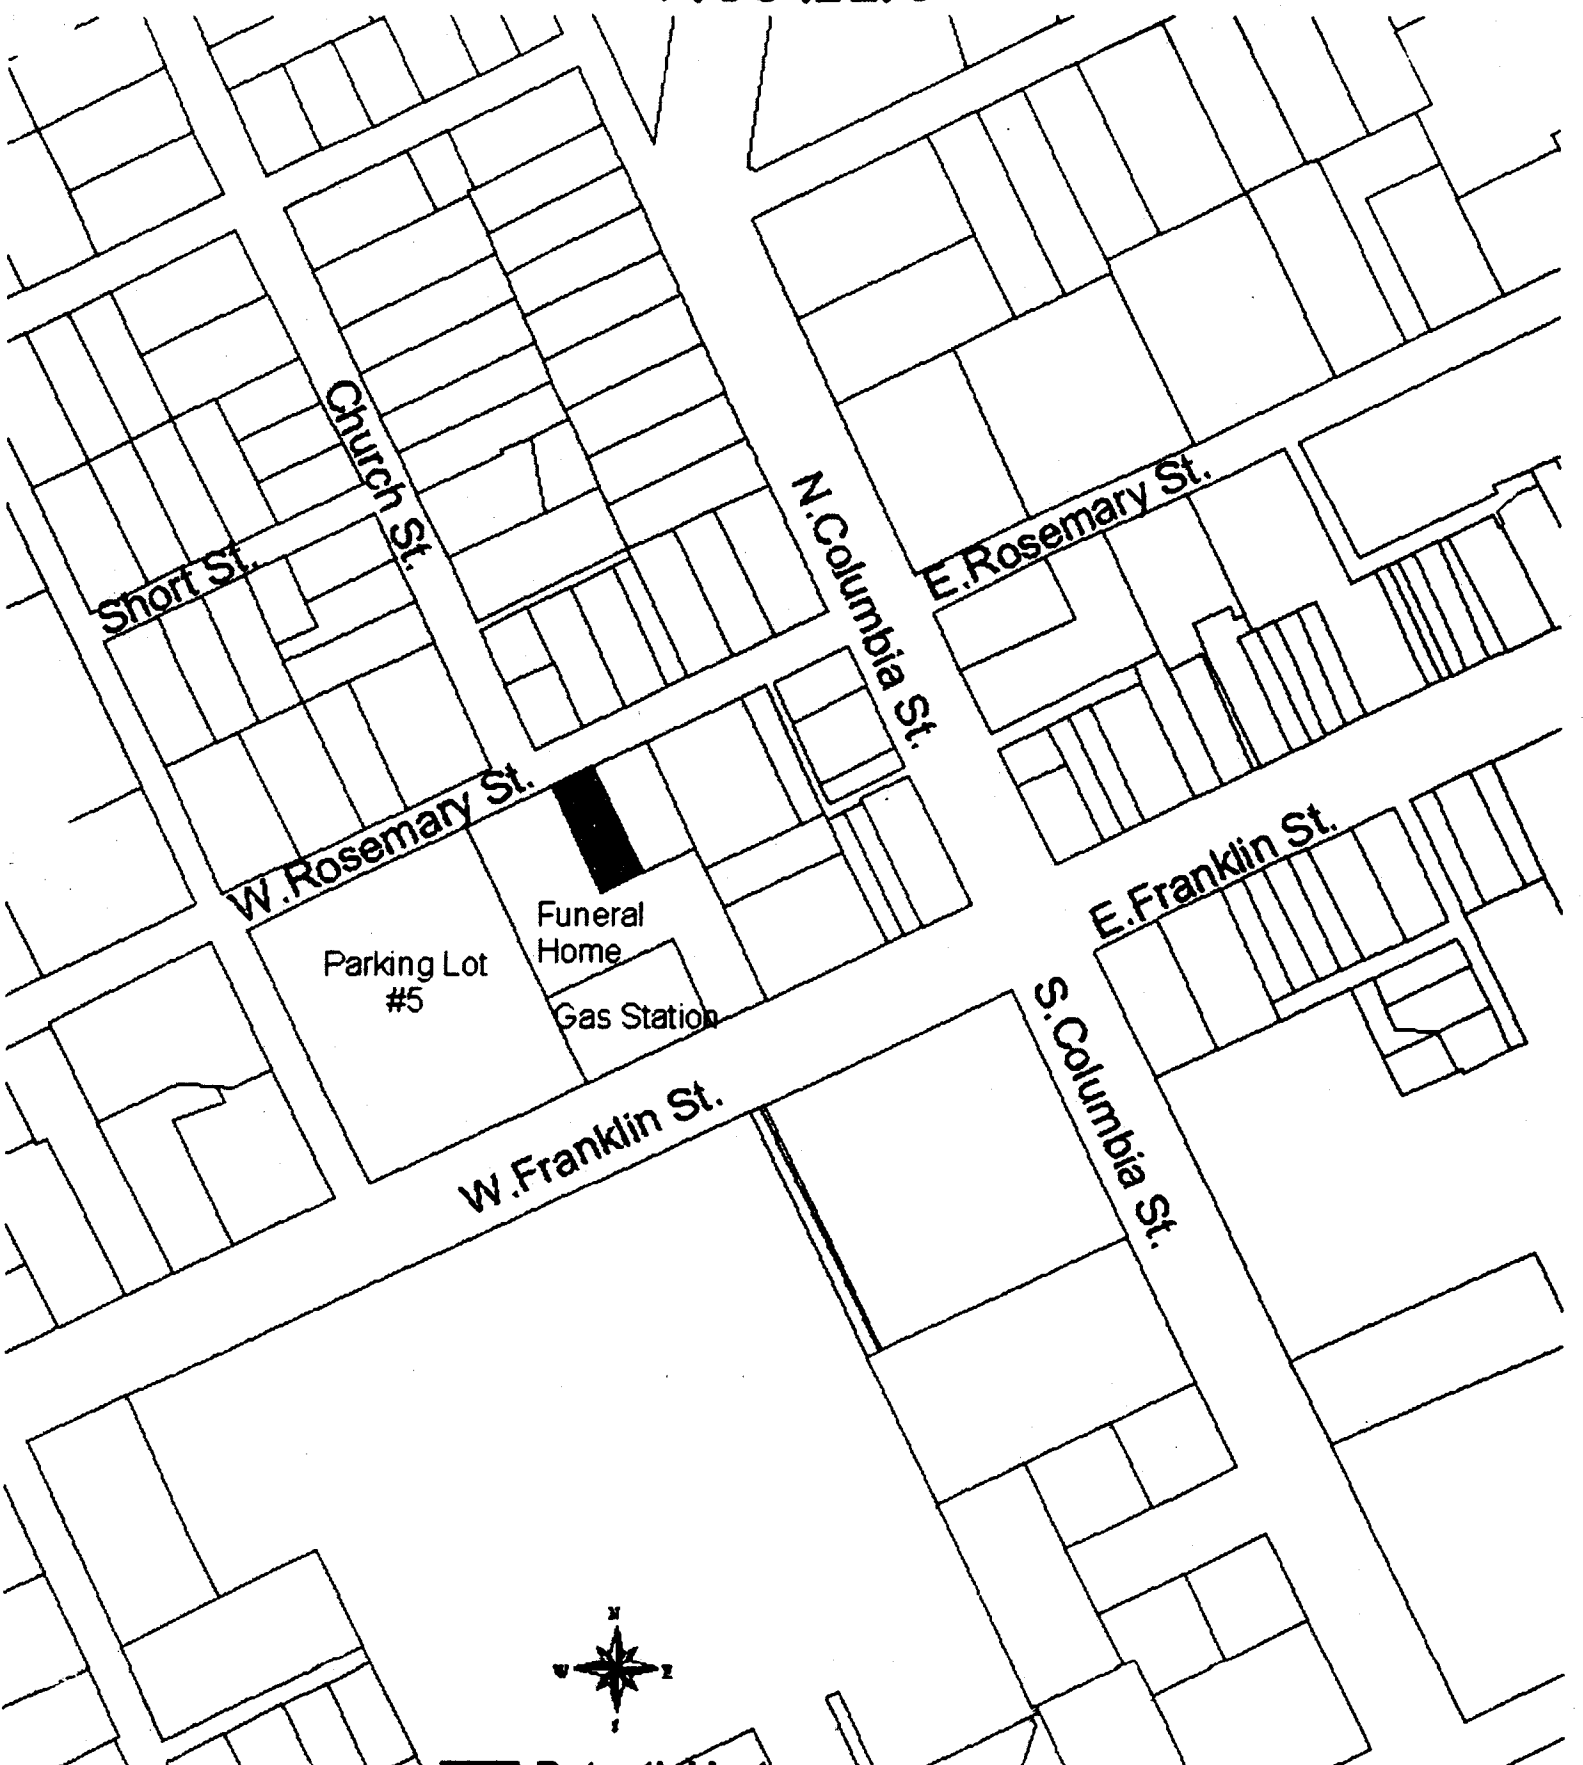 Church St.
N.Columbia St.
E.Rosemary St.
Short St.
W.Rosemary St.
E.Franklin St.
Funeral
Home
Parking Lot
#5
Gas Station
S.Columbia St.
W.Franklin St.
N
W E
S